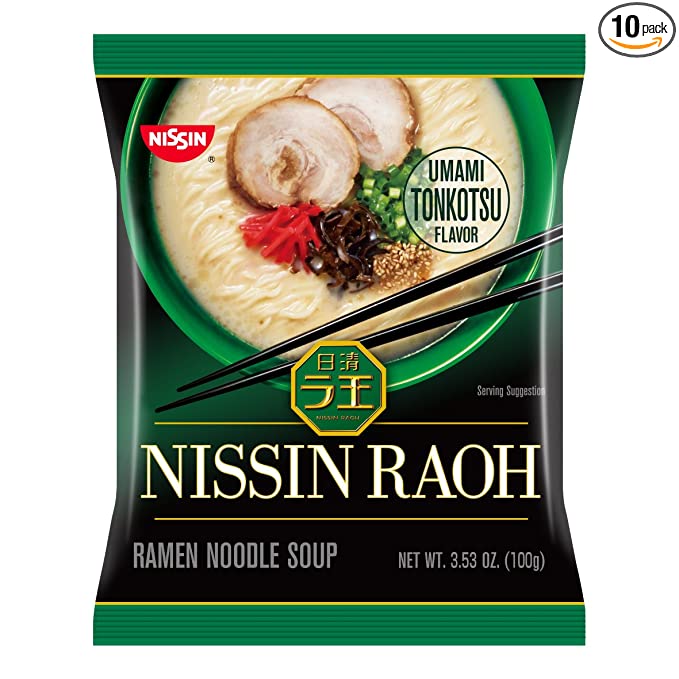 10 pack
NISSIN
®
UMAMI
TONKOTSU
FLAVOR
日清
ラ王
NISSIN RAOH
Serving Suggestion
NISSIN RAOH
RAMEN NOODLE SOUP
NET WT. 3.53 OZ. (100g)